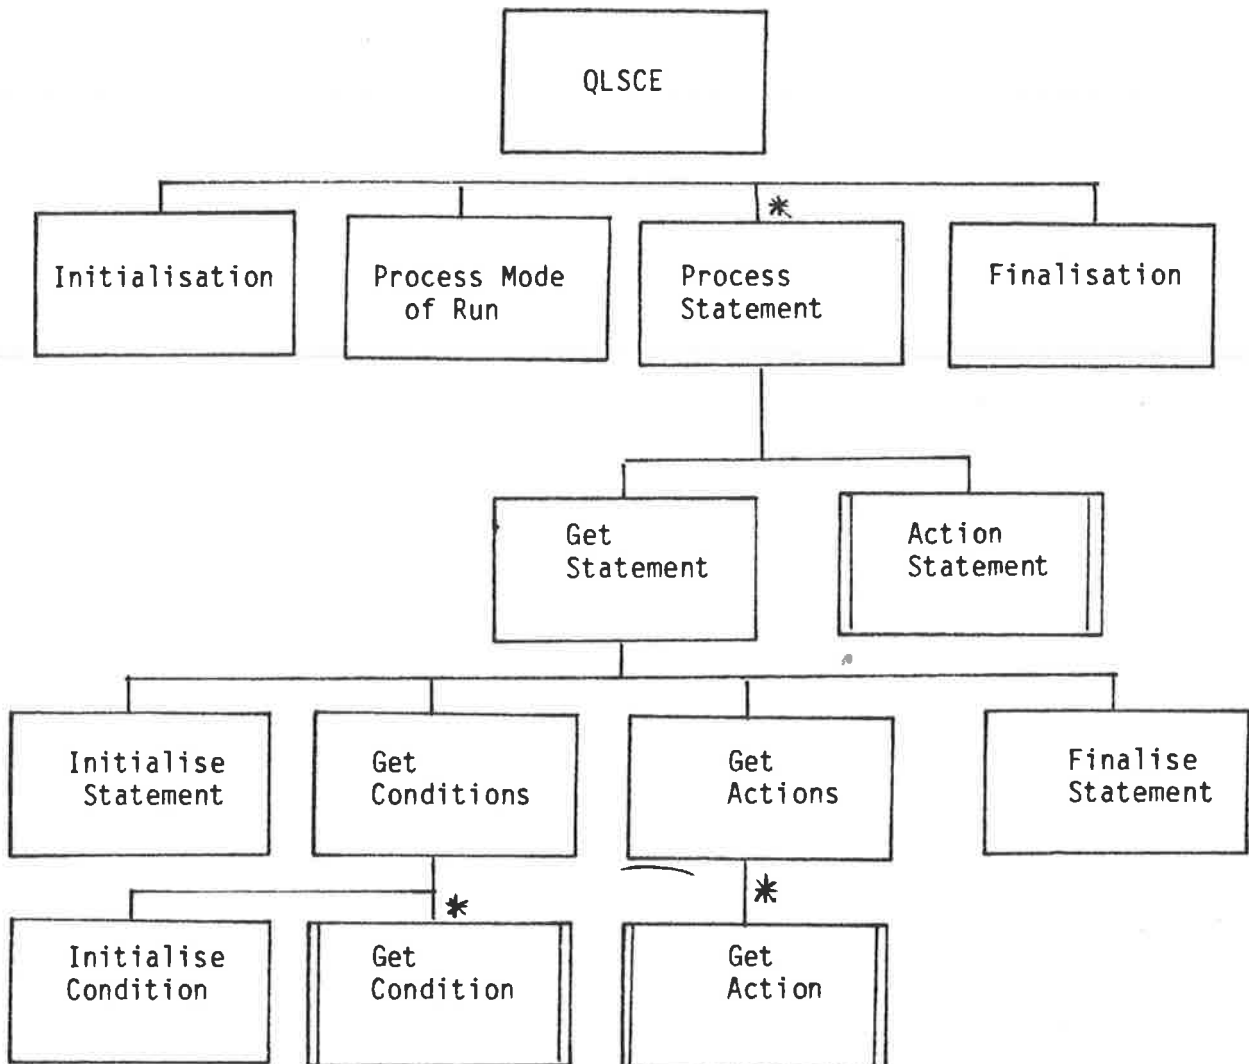 QLSCE
Initialisation
Process Mode
of Run
*
Process
Statement
Finalisation
Get
Statement
Action
Statement
Initialise
Statement
Get
Conditions
Get
Actions
Finalise
Statement
*
*
Initialise
Condition
Get
Condition
Get
Action